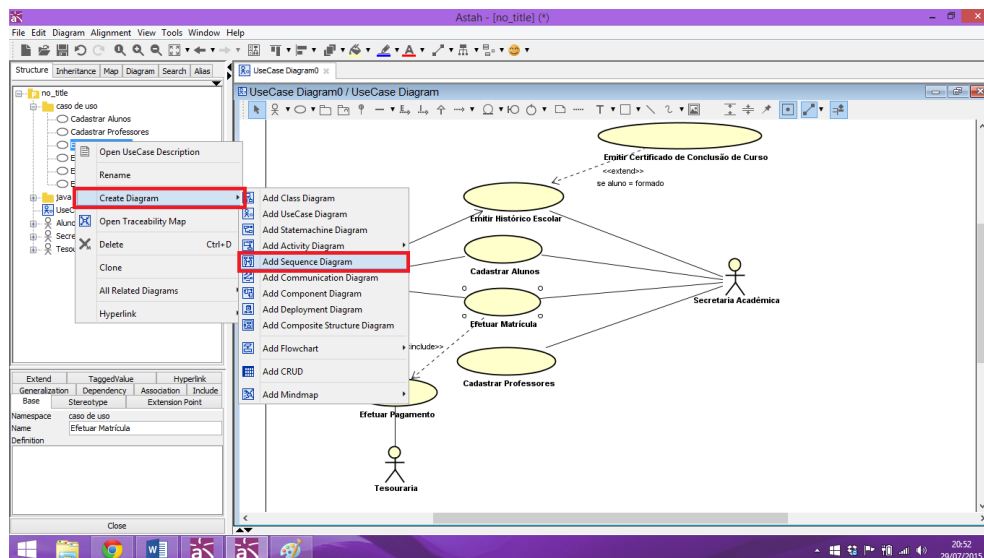 Astah - [no_title] (*)
File Edit Diagram Alignment View Tools Window Help
Structure Inheritance Map Diagram Search Alias
UseCase Diagram0
no_title
caso de uso
Cadastrar Alunos
Cadastrar Professores
java
UseC
Aluno
Secre
Tesou
Open UseCase Description
Rename
Create Diagram
Open Traceability Map
Delete Ctrl+D
Clone
All Related Diagrams
Hyperlink
Add Class Diagram
Add UseCase Diagram
Add Statemachine Diagram
Add Activity Diagram
Add Sequence Diagram
Add Communication Diagram
Add Component Diagram
Add Deployment Diagram
Add Composite Structure Diagram
Add Flowchart
Add CRUD
Add Mindmap
UseCase Diagram0 / UseCase Diagram
Emitir Certificado de Conclusão de Curso
<<extend>>
se aluno = formado
Emitir Histórico Escolar
Cadastrar Alunos
Secretaria Académica
Efetuar Matrícula
include>>
Cadastrar Professores
Efetuar Pagamento
Tesouraria
Extend TaggedValue Hyperlink
Generalization Dependency Association Include
Base Stereotype Extension Point
Namespace caso de uso
Name Efetuar Matrícula
Definition
Close
20:52
29/07/2015